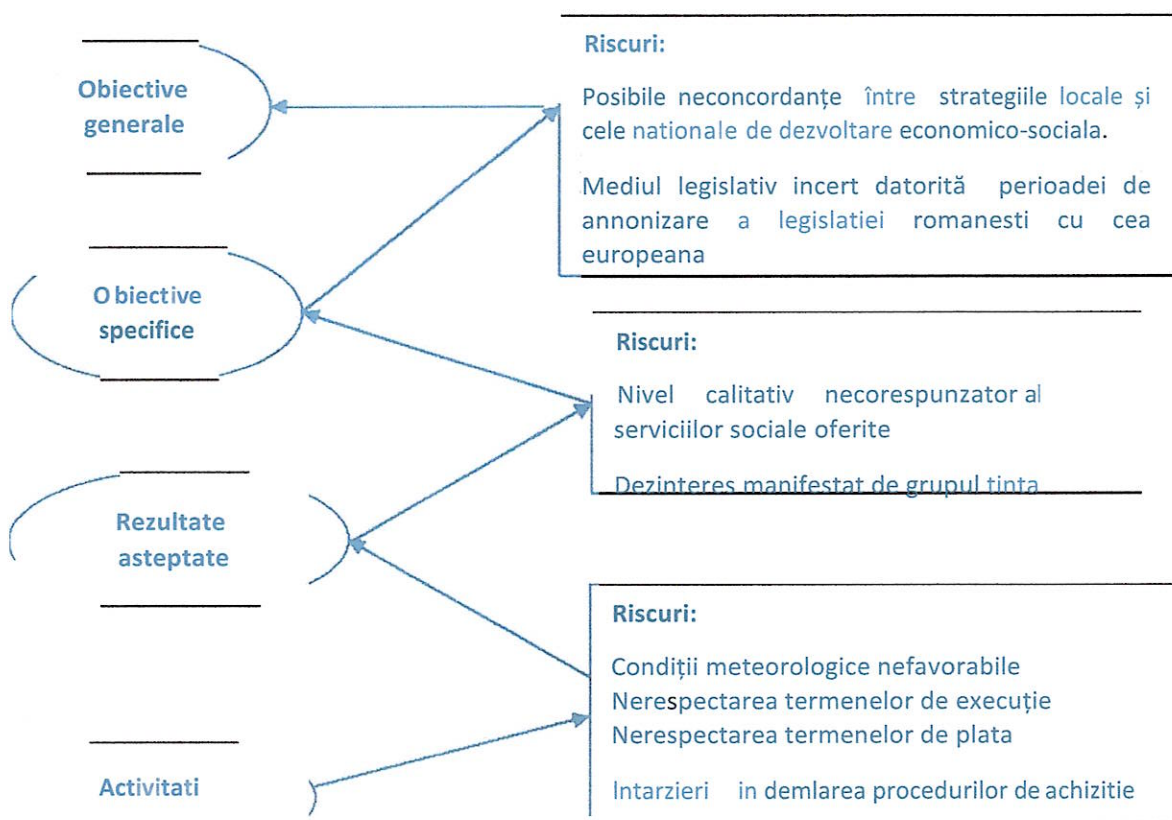 Obiective
generale
Riscuri:
Posibile neconcordanțe între strategiile locale și
cele nationale de dezvoltare economico-sociala.
Mediul legislativ incert datorită perioadei de
annonizare a legislatiei romanesti cu cea
europeana
O biective
specifice
Riscuri:
Nivel calitativ necorespunzator al
serviciilor sociale oferite
Dezinteres manifestat de grupul tinta
Rezultate
asteptate
Riscuri:
Condiții meteorologice nefavorabile
Nerespectarea termenelor de execuție
Nerespectarea termenelor de plata
Intarzieri in demlarea procedurilor de achizitie
Activitati